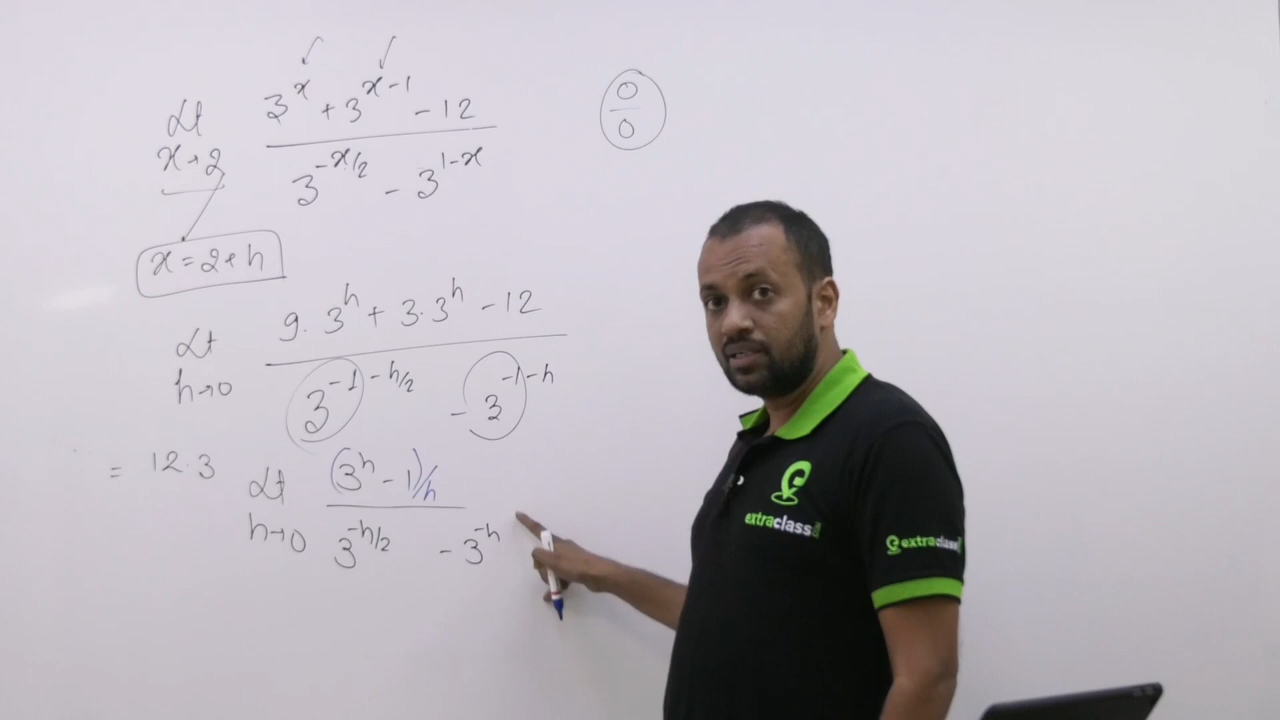 Lt x→2 (3^x + 3^(x-1) - 12) / (3^(-x/2) - 3^(1-x))
0/0
x = 2+h
Lt h→0 (9. 3^h + 3. 3^h - 12) / (3^(-1-h/2) - 3^(-1-h))
= 12.3 Lt h→0 ((3^h - 1)/h) / (3^(-h/2) - 3^(-h))
extraclass
extraclass